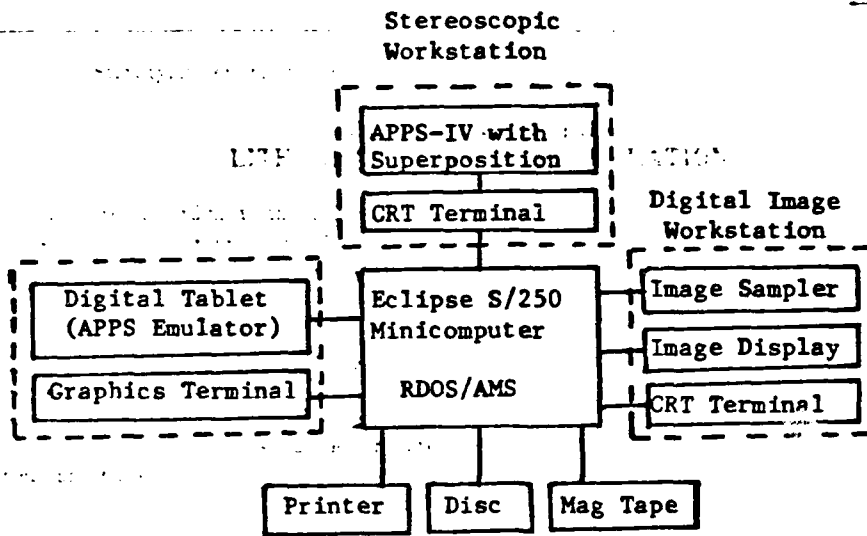 Stereoscopic
Workstation
APPS-IV with
Superposition
CRT Terminal
Digital Image
Workstation
Digital Tablet
(APPS Emulator)
Graphics Terminal
Eclipse S/250
Minicomputer
RDOS/AMS
Image Sampler
Image Display
CRT Terminal
Printer
Disc
Mag Tape